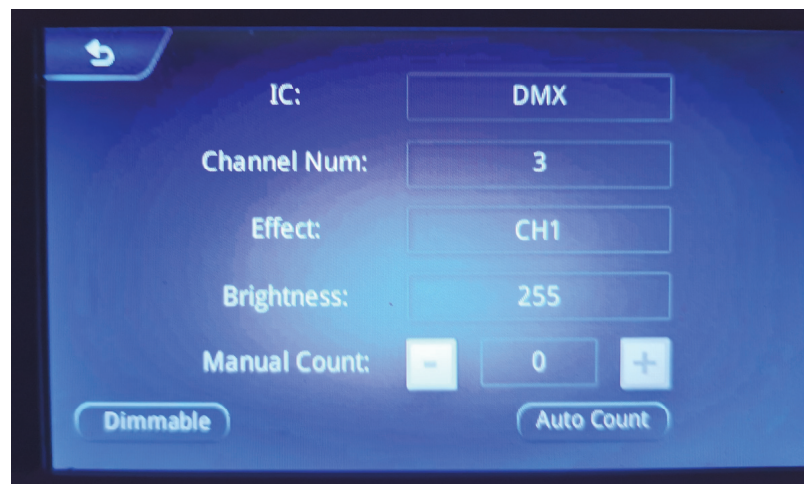 IC: DMX
Channel Num: 3
Effect: CH1
Brightness: 255
Manual Count: - 0 +
Dimmable Auto Count